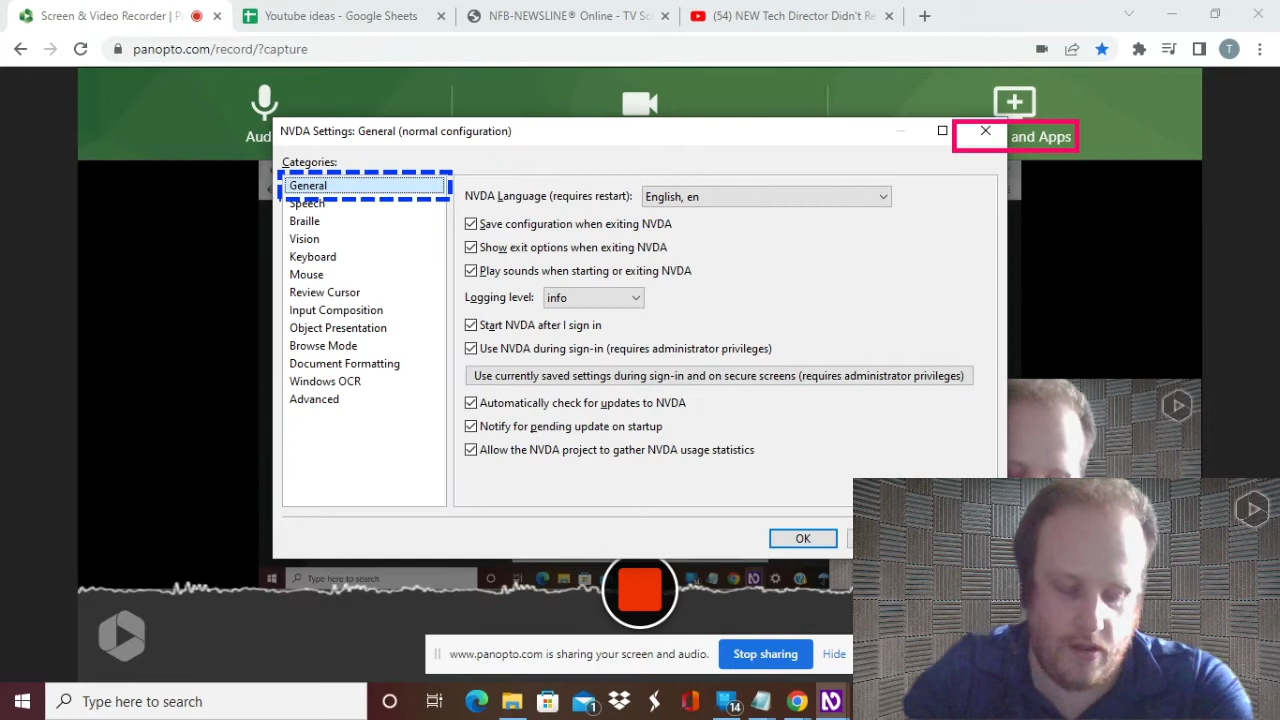 Screen & Video Recorder | P
Youtube ideas - Google Sheets
NFB-NEWSLINE® Online - TV Sc
(54) NEW Tech Director Didn't Re
panopto.com/record/?capture
T
Aud
and Apps
NVDA Settings: General (normal configuration)
Categories:
General
Speech
Braille
Vision
Keyboard
Mouse
Review Cursor
Input Composition
Object Presentation
Browse Mode
Document Formatting
Windows OCR
Advanced
NVDA Language (requires restart):
English, en
Save configuration when exiting NVDA
Show exit options when exiting NVDA
Play sounds when starting or exiting NVDA
Logging level:
info
Start NVDA after I sign in
Use NVDA during sign-in (requires administrator privileges)
Use currently saved settings during sign-in and on secure screens (requires administrator privileges)
Automatically check for updates to NVDA
Notify for pending update on startup
Allow the NVDA project to gather NVDA usage statistics
OK
Type here to search
www.panopto.com is sharing your screen and audio.
Stop sharing
Hide
Type here to search
1
14